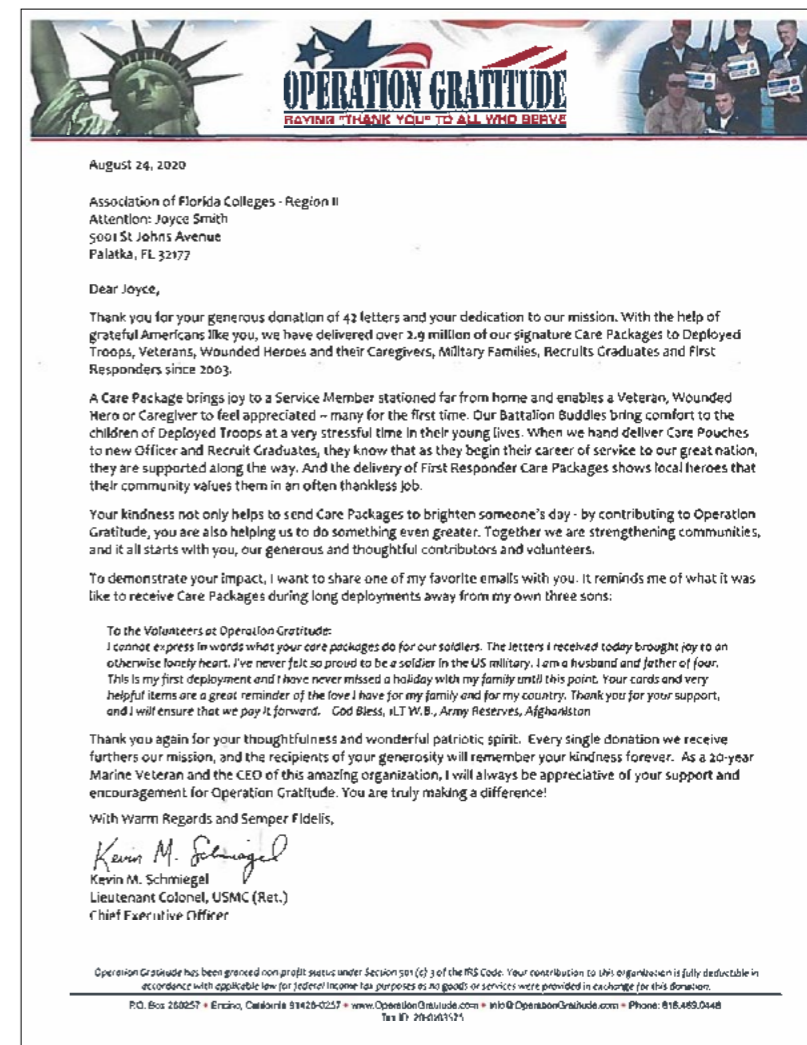 OPERATION GRATITUDE
SAYING "THANK YOU" TO ALL WHO SERVE
August 24, 2020
Association of Florida Colleges - Region II
Attention: Joyce Smith
5001 St Johns Avenue
Palatka, FL 32177
Dear Joyce,
Thank you for your generous donation of 42 letters and your dedication to our mission. With the help of
grateful Americans like you, we have delivered over 2.9 million of our signature Care Packages to Deployed
Troops, Veterans, Wounded Heroes and their Caregivers, Military Families, Recruits Graduates and First
Responders since 2003.
A Care Package brings joy to a Service Member stationed far from home and enables a Veteran, Wounded
Hero or Caregiver to feel appreciated – many for the first time. Our Battalion Buddies bring comfort to the
children of Deployed Troops at a very stressful time in their young lives. When we hand deliver Care Pouches
to new Officer and Recruit Graduates, they know that as they begin their career of service to our great nation,
they are supported along the way. And the delivery of First Responder Care Packages shows local heroes that
their community values them in an often thankless job.
Your kindness not only helps to send Care Packages to brighten someone's day - by contributing to Operation
Gratitude, you are also helping us to do something even greater. Together we are strengthening communities,
and it all starts with you, our generous and thoughtful contributors and volunteers.
To demonstrate your impact, I want to share one of my favorite emails with you. It reminds me of what it was
like to receive Care Packages during long deployments away from my own three sons:
To the Volunteers at Operation Gratitude:
I cannot express in words what your care packages do for our soldiers. The letters I received today brought joy to an
otherwise lonely heart. I've never felt so proud to be a soldier in the US military. I am a husband and father of four.
This is my first deployment and I have never missed a holiday with my family until this point. Your cards and very
helpful items are a great reminder of the love I have for my family and for my country. Thank you for your support,
and I will ensure that we pay it forward. God Bless, 1LT W.B., Army Reserves, Afghanistan
Thank you again for your thoughtfulness and wonderful patriotic spirit. Every single donation we receive
furthers our mission, and the recipients of your generosity will remember your kindness forever. As a 20-year
Marine Veteran and the CEO of this amazing organization, I will always be appreciative of your support and
encouragement for Operation Gratitude. You are truly making a difference!
With Warm Regards and Semper Fidelis,
Kevin M. Schmiegel
Kevin M. Schmiegel
Lieutenant Colonel, USMC (Ret.)
Chief Executive Officer
Operation Gratitude has been granted non profit status under Section 501 (c) 3 of the IRS Code. Your contribution to this organization is fully deductible in
accordance with applicable law for federal income tax purposes as no goods or services were provided in exchange for this donation.
P.O. Box 260257 • Encino, California 91426-0257 • www.OperationGratitude.com • Info@OperationGratitude.com • Phone: 818.469.0448
Tax ID: